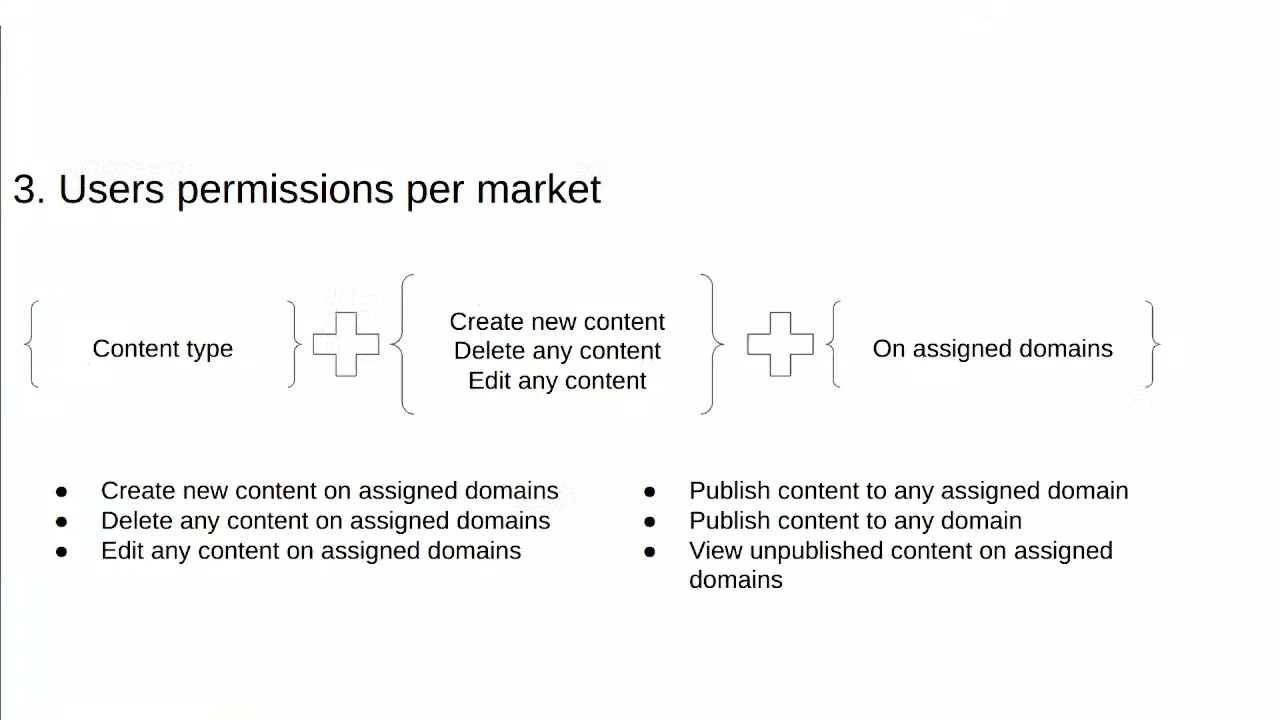 3. Users permissions per market
Content type
Create new content
Delete any content
Edit any content
On assigned domains
● Create new content on assigned domains
● Delete any content on assigned domains
● Edit any content on assigned domains
● Publish content to any assigned domain
● Publish content to any domain
● View unpublished content on assigned
domains